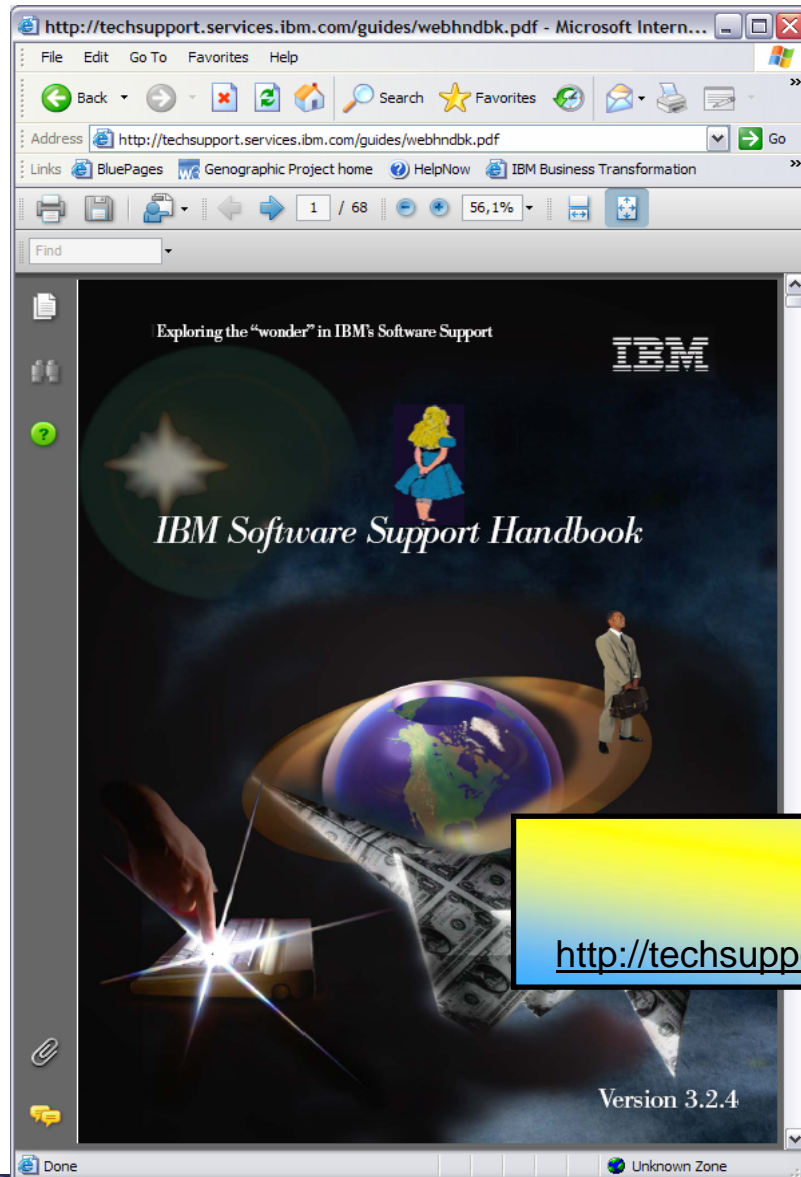 http://techsupport.services.ibm.com/guides/webhndbk.pdf - Microsoft Intern...
File Edit Go To Favorites Help
Back Search Favorites »
Address http://techsupport.services.ibm.com/guides/webhndbk.pdf Go
Links BluePages Genographic Project home HelpNow IBM Business Transformation »
1 / 68 56,1%
Find
Exploring the “wonder” in IBM's Software Support
IBM
IBM Software Support Handbook
http://techsuppo
Version 3.2.4
Done Unknown Zone